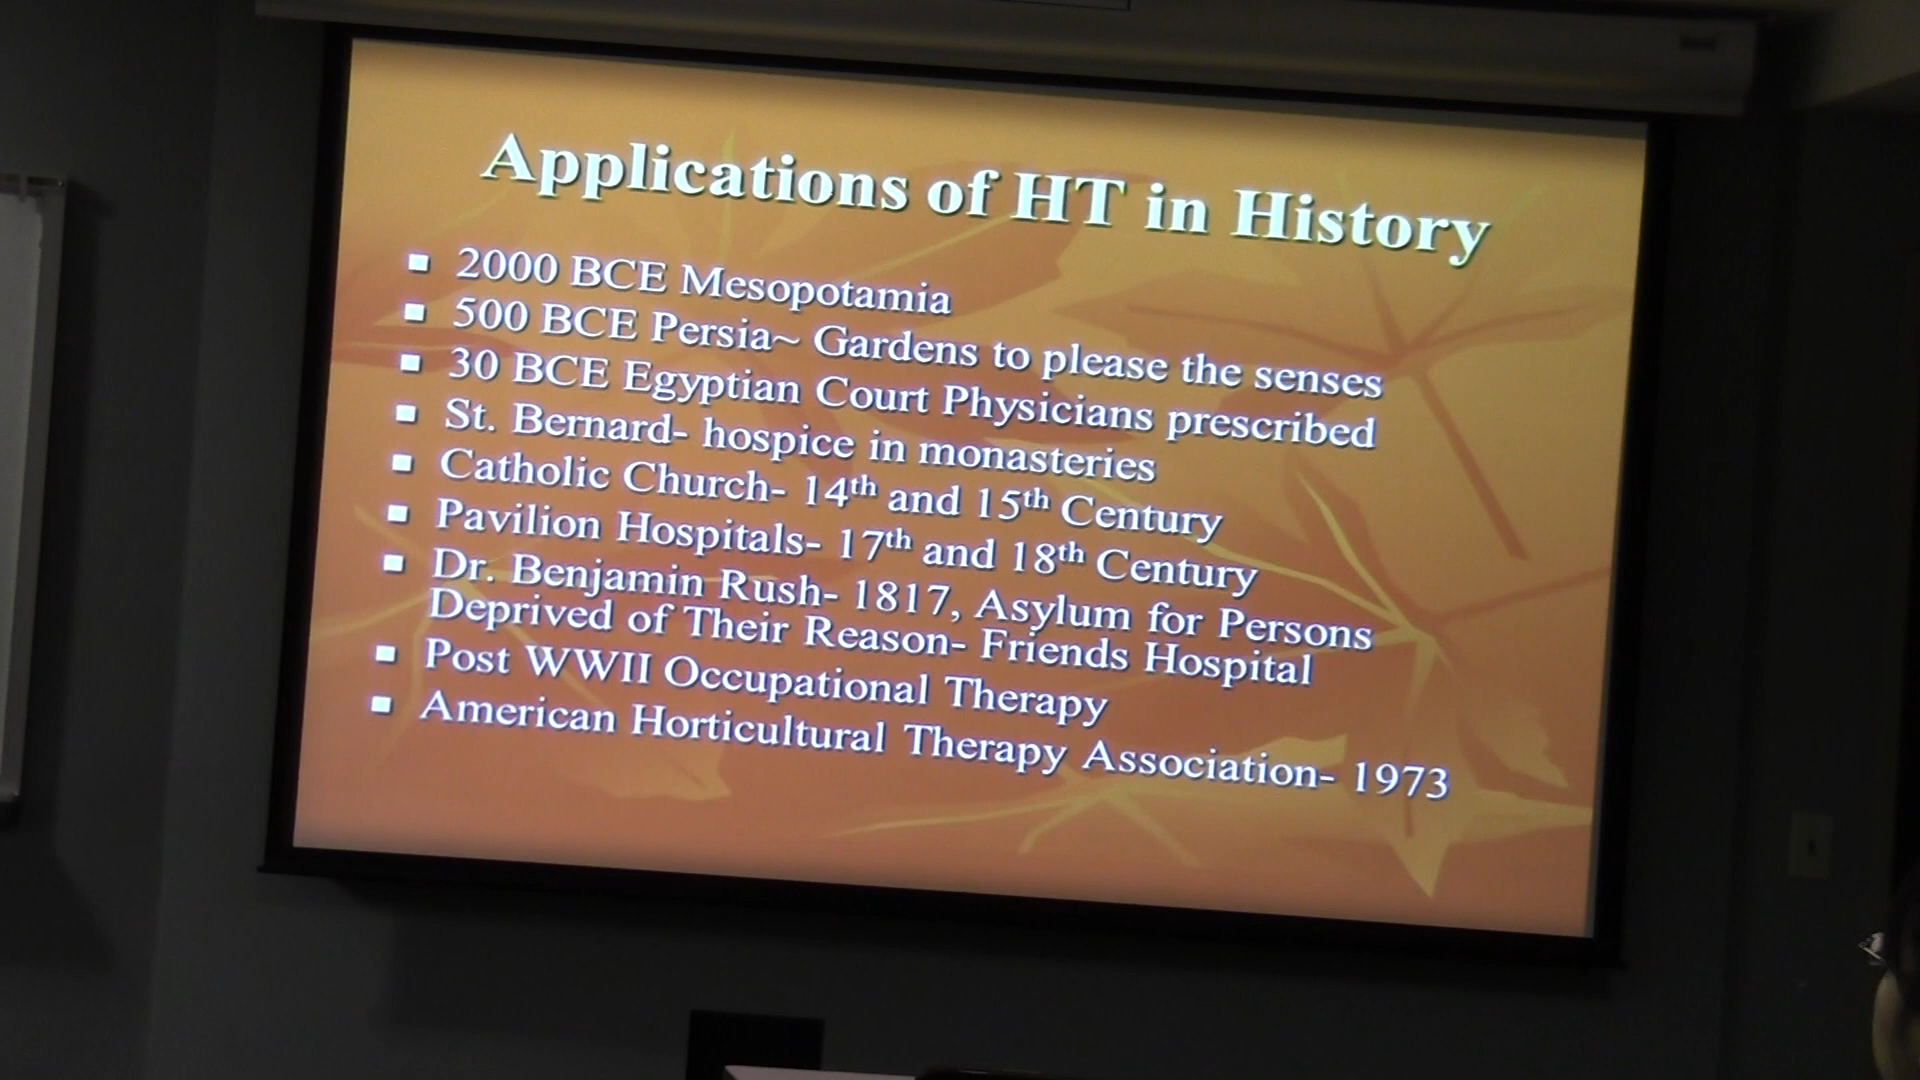 Applications of HT in History
▪ 2000 BCE Mesopotamia
▪ 500 BCE Persia~ Gardens to please the senses
▪ 30 BCE Egyptian Court Physicians prescribed
▪ St. Bernard- hospice in monasteries
▪ Catholic Church- 14th and 15th Century
▪ Pavilion Hospitals- 17th and 18th Century
▪ Dr. Benjamin Rush- 1817, Asylum for Persons
Deprived of Their Reason- Friends Hospital
▪ Post WWII Occupational Therapy
▪ American Horticultural Therapy Association- 1973